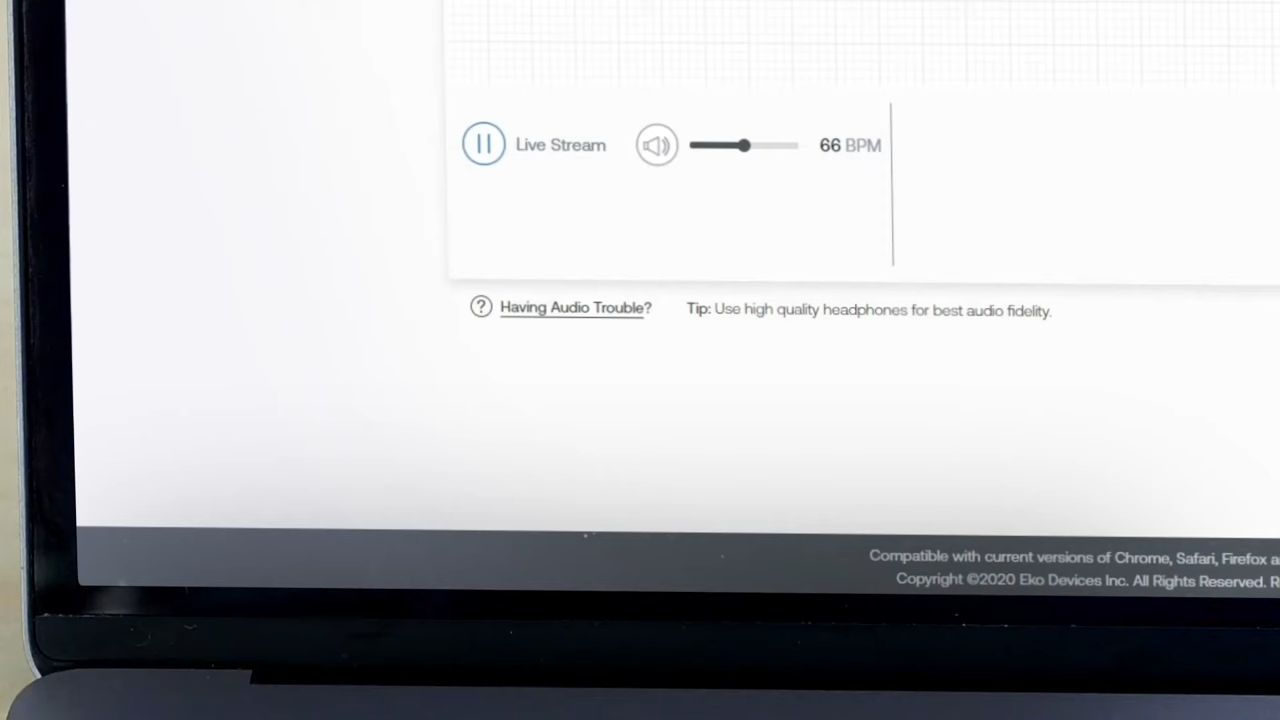 Live Stream
66 BPM
Having Audio Trouble?
Tip: Use high quality headphones for best audio fidelity.
Compatible with current versions of Chrome, Safari, Firefox
Copyright ©2020 Eko Devices Inc. All Rights Reserved.